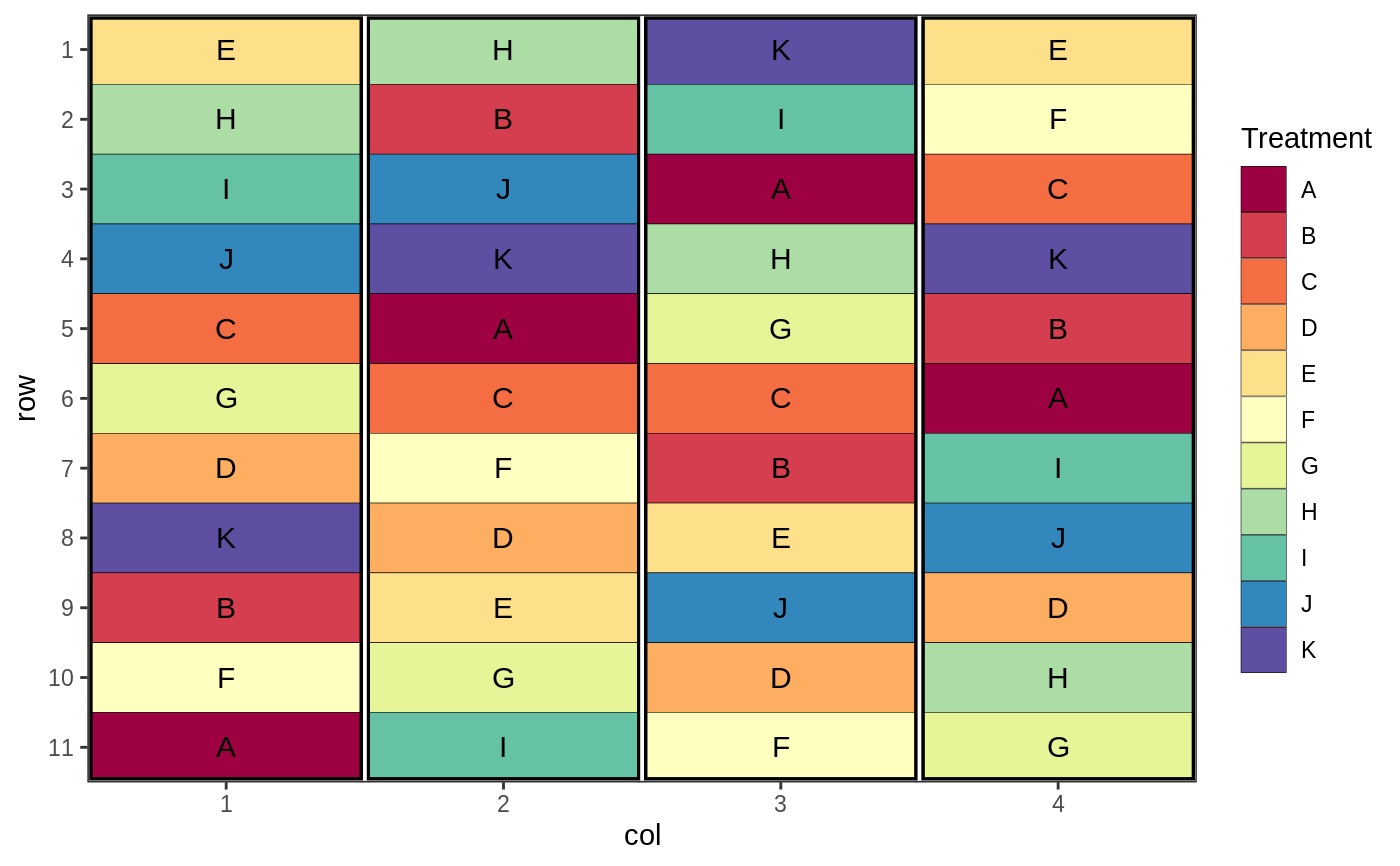 1 E H K E
2 H B I F
Treatment
3 I J A C
A
4 J K H K
B
5 C A G B
C
D
row
6 G C C A
E
7 D F B I
F
G
8 K D E J
H
9 B E J D
I
J
10 F G D H
K
11 A I F G
1 2 3 4
col